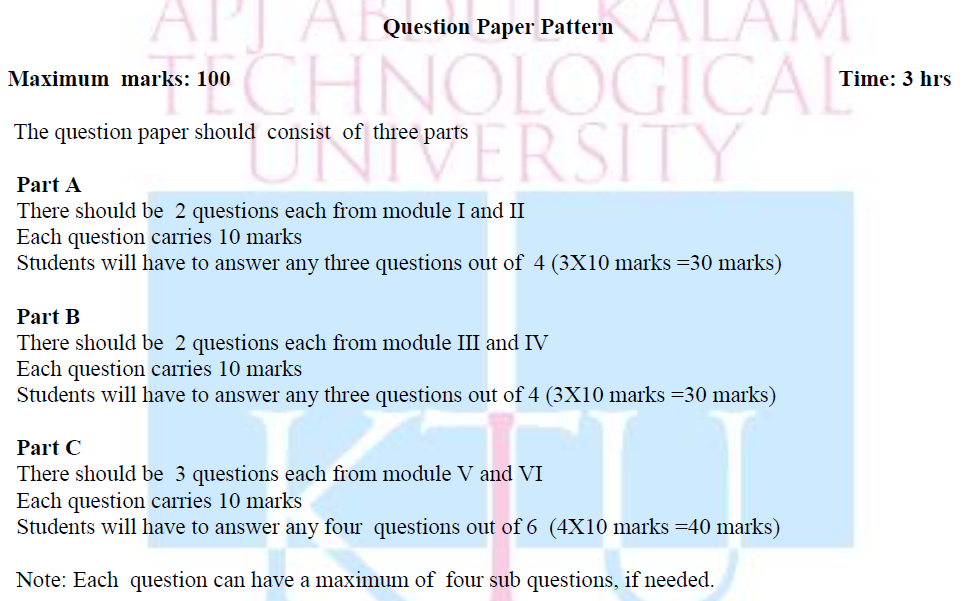 APJ ABDUL KALAM
TECHNOLOGICAL
UNIVERSITY
Question Paper Pattern
Maximum marks: 100 Time: 3 hrs
The question paper should consist of three parts
Part A
There should be 2 questions each from module I and II
Each question carries 10 marks
Students will have to answer any three questions out of 4 (3X10 marks =30 marks)
Part B
There should be 2 questions each from module III and IV
Each question carries 10 marks
Students will have to answer any three questions out of 4 (3X10 marks =30 marks)
Part C
There should be 3 questions each from module V and VI
Each question carries 10 marks
Students will have to answer any four questions out of 6 (4X10 marks =40 marks)
KTU
Note: Each question can have a maximum of four sub questions, if needed.